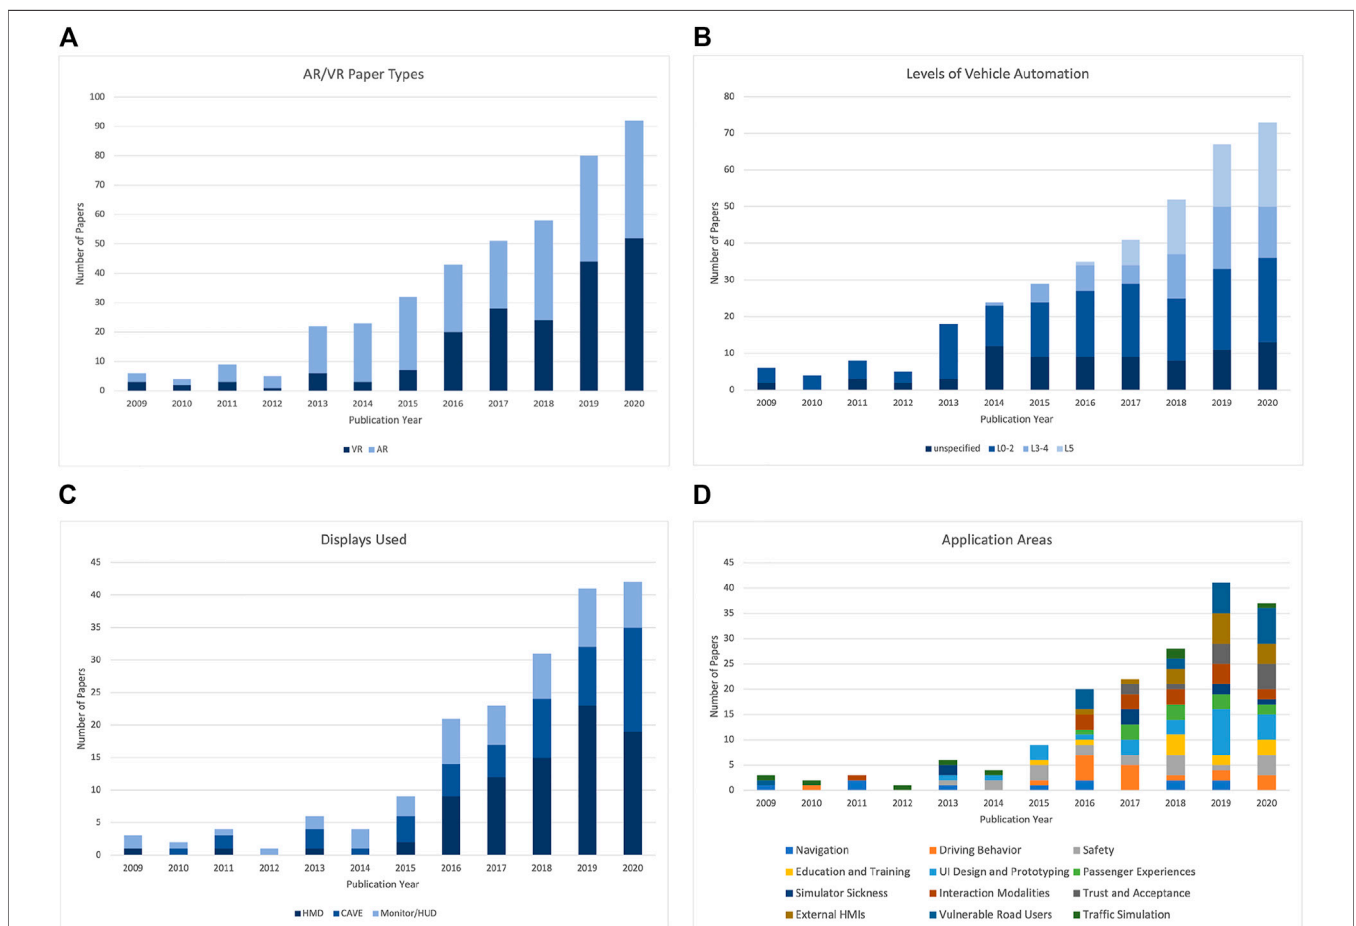 A
AR/VR Paper Types
100
90
80
70
60
50
40
30
20
10
0
Number of Papers
2009 2010 2011 2012 2013 2014 2015 2016 2017 2018 2019 2020
Publication Year
VR AR
B
Levels of Vehicle Automation
80
70
60
50
40
30
20
10
0
Number of Papers
2009 2010 2011 2012 2013 2014 2015 2016 2017 2018 2019 2020
Publication Year
unspecified L0-2 L3-4 L5
C
Displays Used
45
40
35
30
25
20
15
10
5
0
Number of Papers
2009 2010 2011 2012 2013 2014 2015 2016 2017 2018 2019 2020
Publication Year
HMD CAVE Monitor/HUD
D
Application Areas
45
40
35
30
25
20
15
10
5
0
Number of Papers
2009 2010 2011 2012 2013 2014 2015 2016 2017 2018 2019 2020
Publication Year
Navigation Driving Behavior Safety
Education and Training UI Design and Prototyping Passenger Experiences
Simulator Sickness Interaction Modalities Trust and Acceptance
External HMIs Vulnerable Road Users Traffic Simulation